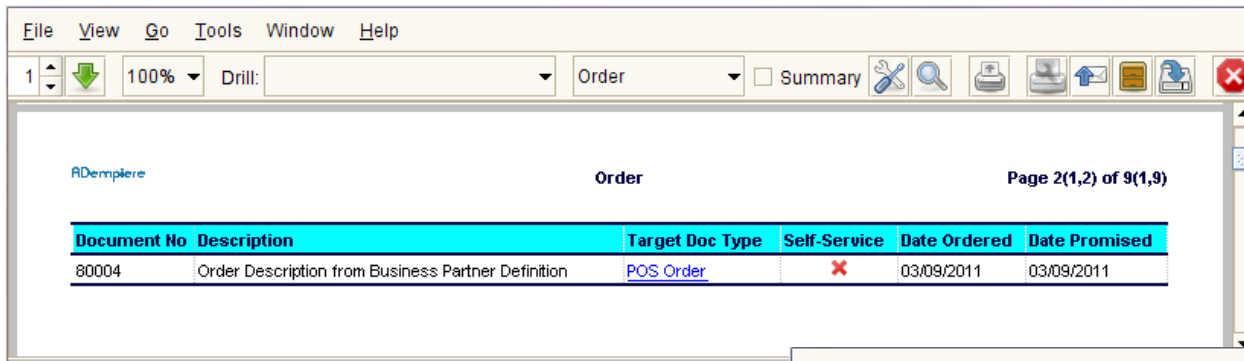 File View Go Tools Window Help
1 100% Drill: Order Summary
ADempiere Order Page 2(1,2) of 9(1,9)
Document No Description Target Doc Type Self-Service Date Ordered Date Promised
80004 Order Description from Business Partner Definition POS Order 03/09/2011 03/09/2011